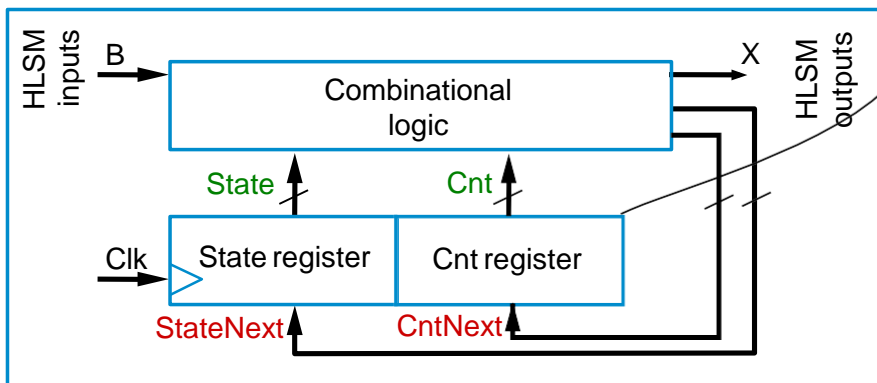 HLSM
inputs
B
Combinational
logic
X
HLSM
outputs
State
Cnt
Clk
State register
Cnt register
StateNext
CntNext